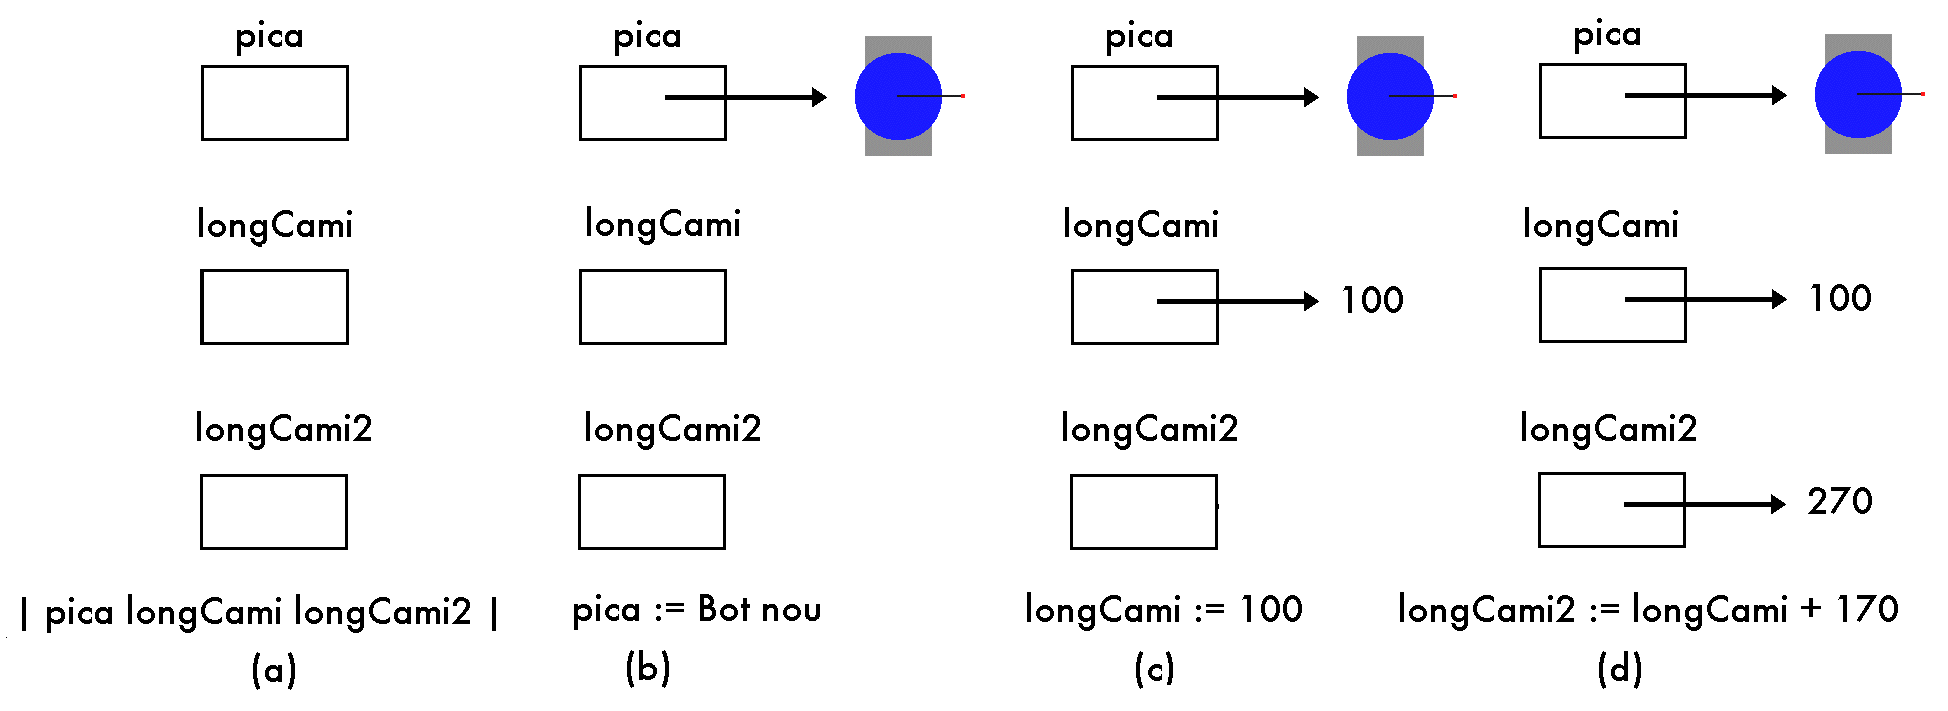 pica
longCami
longCami2
| pica longCami longCami2 |
(a)
pica
longCami
longCami2
pica := Bot nou
(b)
pica
longCami
100
longCami2
longCami := 100
(c)
pica
longCami
100
longCami2
270
longCami2 := longCami + 170
(d)